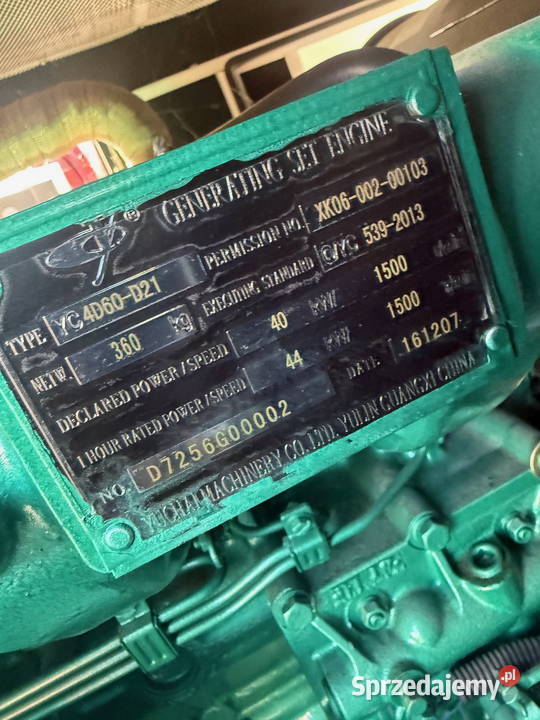 ® GENERATING SET ENGINE
TYPE YC4D60-D21 PERMISSION NO. XK06-002-00103
NET W. 360 kg EXECUTING STANDARD Q/YC 539-2013
DECLARED POWER/SPEED 40 kW 1500 r/min
1 HOUR RATED POWER/SPEED 44 kW 1500 r/min
NO. D7256G00002 DATE 161207
YUCHAI MACHINERY CO. LTD. YULIN GUANGXI CHINA
Sprzedajemy.pl